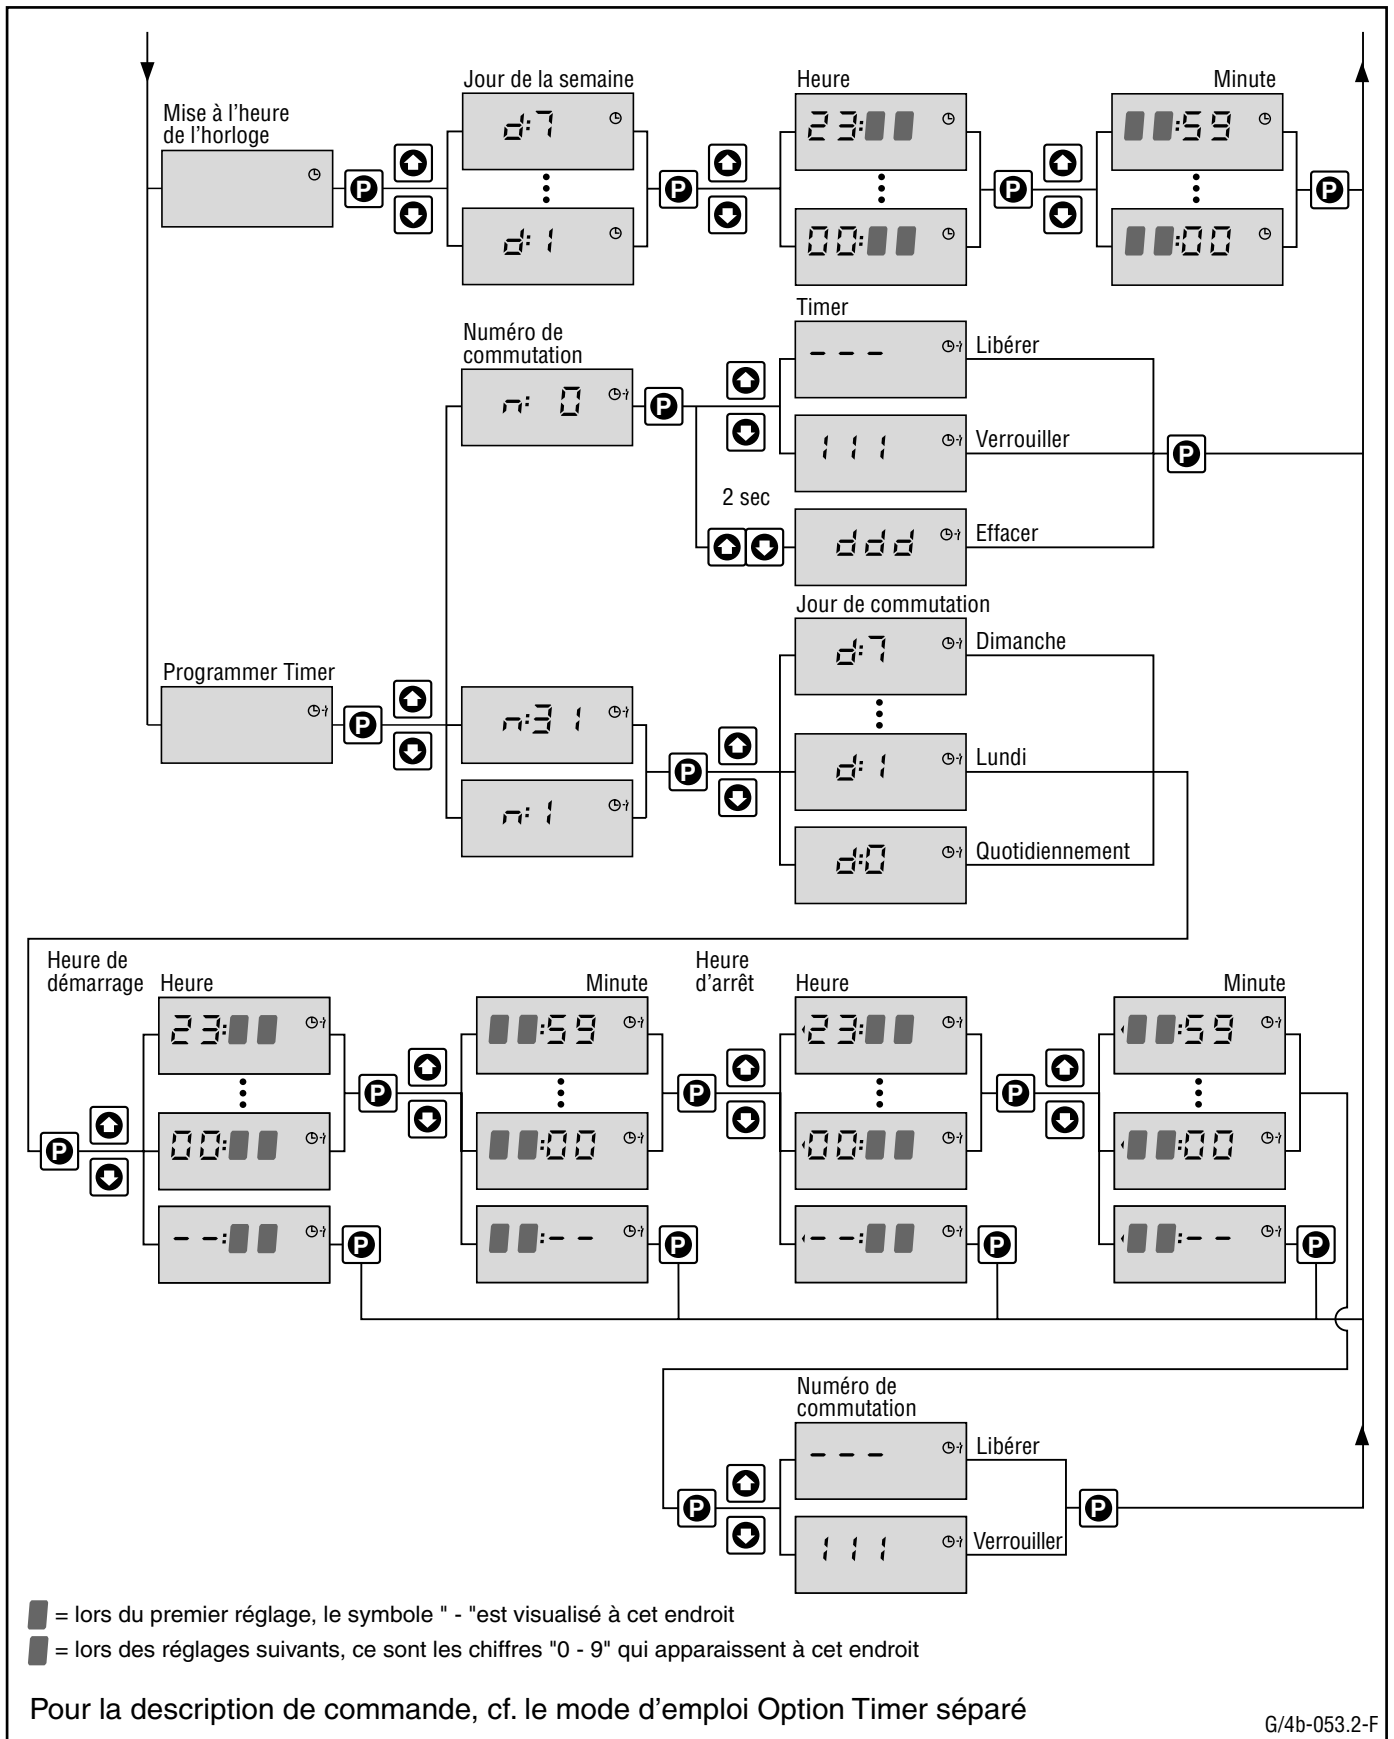 Jour de la semaine
Heure
Minute
Mise à l'heure
de l'horloge
d:7
23:
:59
P
P
P
P
d:1
00:
:00
Timer
Numéro de
commutation
- - -
Libérer
n: 0
P
111
Verrouiller
P
2 sec
ddd
Effacer
Jour de commutation
d:7
Dimanche
Programmer Timer
P
n:31
d:1
Lundi
P
n:1
d:0
Quotidiennement
Heure de
démarrage
Heure
Minute
Heure
d'arrêt
Heure
Minute
23:
:59
23:
:59
P
P
P
P
00:
:00
00:
:00
--:
P
:--
P
--:
P
:--
P
Numéro de
commutation
- - -
Libérer
P
P
111
Verrouiller
= lors du premier réglage, le symbole " - "est visualisé à cet endroit
= lors des réglages suivants, ce sont les chiffres "0 - 9" qui apparaissent à cet endroit
Pour la description de commande, cf. le mode d'emploi Option Timer séparé
G/4b-053.2-F